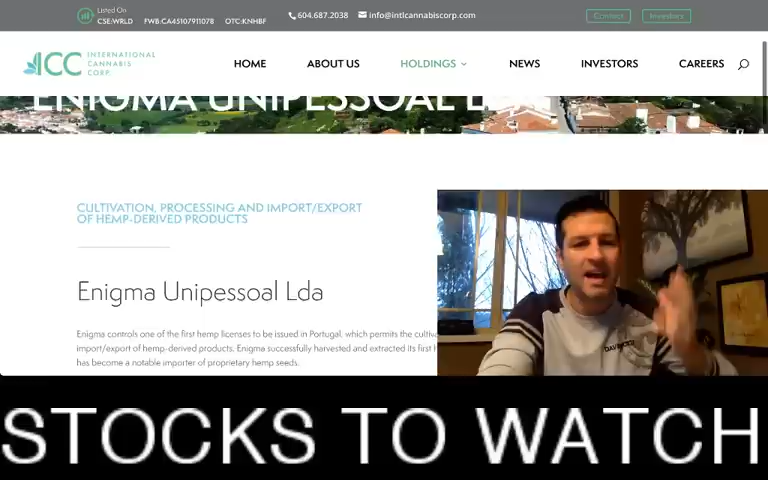 Listed On
CSE:WRLD FWB:CA45107911078 OTC:KNHBF
604.687.2038 info@intlcannabiscorp.com
Contact Investors
ICC INTERNATIONAL CANNABIS CORP.
HOME ABOUT US HOLDINGS NEWS INVESTORS CAREERS
ENIGMA UNIPESSOAL LDA
CULTIVATION, PROCESSING AND IMPORT/EXPORT
OF HEMP-DERIVED PRODUCTS
Enigma Unipessoal Lda
Enigma controls one of the first hemp licenses to be issued in Portugal, which permits the
import/export of hemp-derived products. Enigma successfully harvested and extracted its first
has become a notable importer of proprietary hemp seeds.
STOCKS TO WATCH